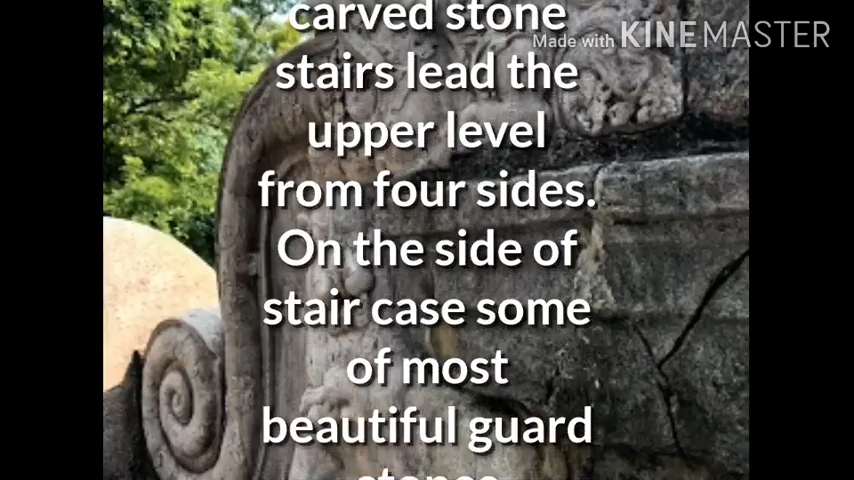 carved stone
stairs lead the
upper level
from four sides.
On the side of
stair case some
of most
beautiful guard
stones
Made with KINEMASTER